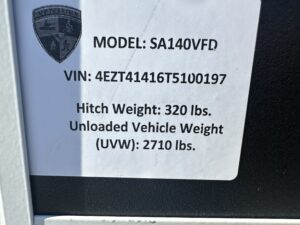 MODEL: SA140VFD
VIN: 4EZT41416T5100197
Hitch Weight: 320 lbs.
Unloaded Vehicle Weight
(UVW): 2710 lbs.